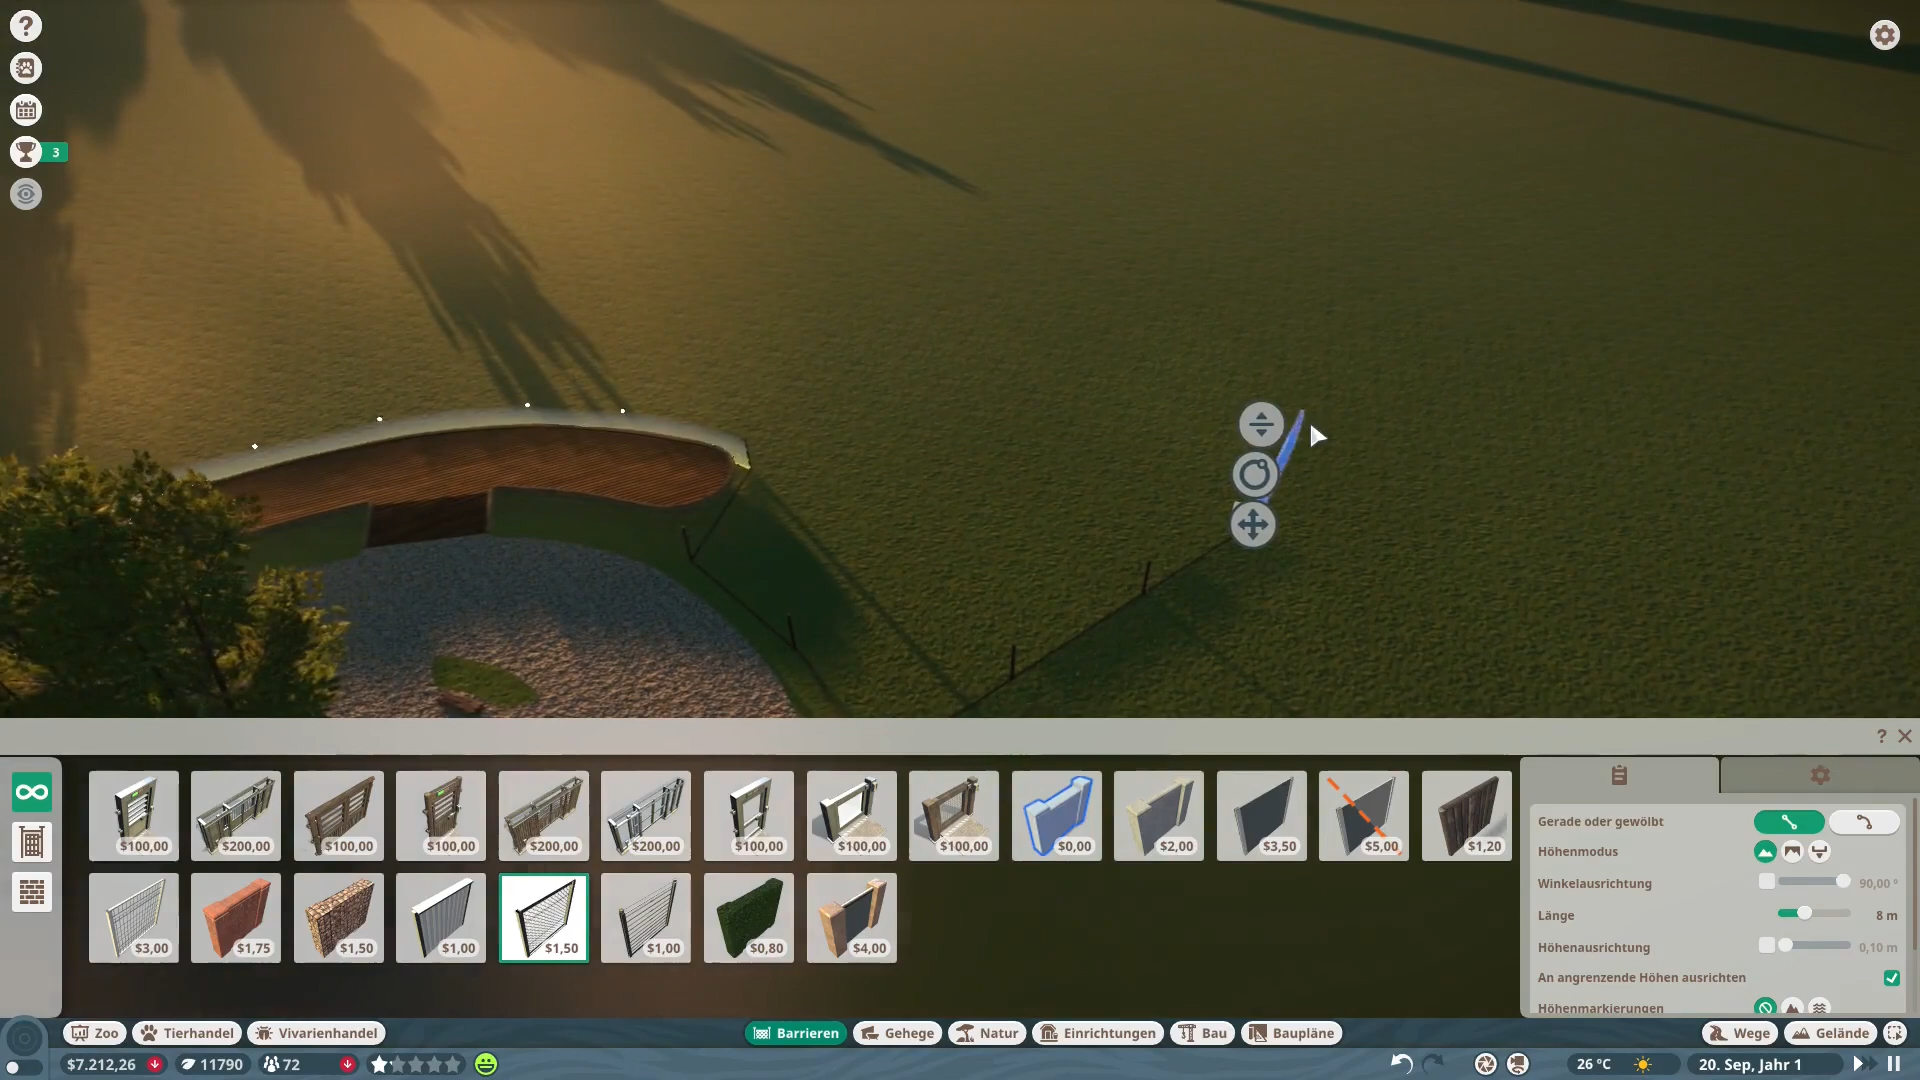 3
?
$100,00 $200,00 $100,00 $100,00 $200,00 $200,00 $100,00 $100,00 $100,00 $0,00 $2,00 $3,50 $5,00 $1,20
$3,00 $1,75 $1,50 $1,00 $1,50 $1,00 $0,80 $4,00
Gerade oder gewölbt
Höhenmodus
Winkelausrichtung 90,00 °
Länge 8 m
Höhenausrichtung 0,10 m
An angrenzende Höhen ausrichten
Höhenmarkierungen
Zoo Tierhandel Vivarienhandel Barrieren Gehege Natur Einrichtungen Bau Baupläne Wege Gelände
$7.212,26 11790 72 26 °C 20. Sep, Jahr 1